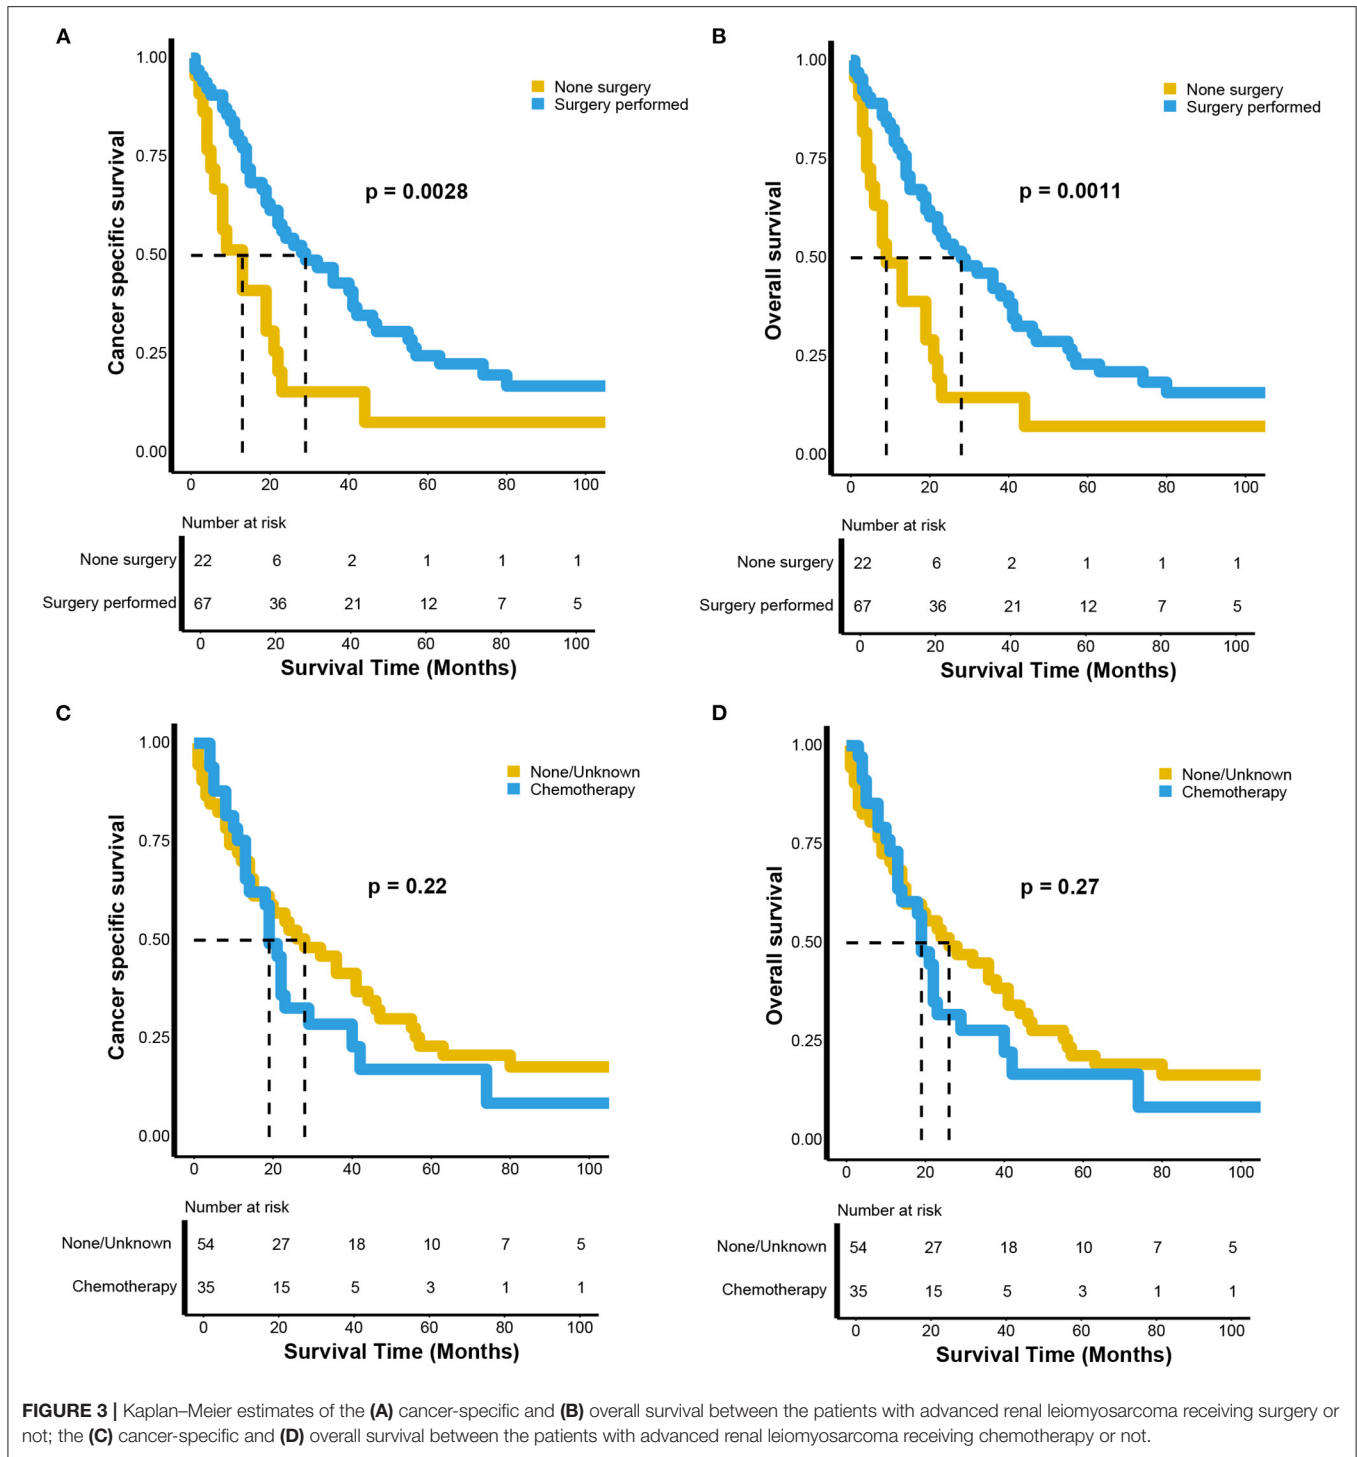 A
1.00
0.75
0.50
0.25
0.00
Cancer specific survival
None surgery
Surgery performed
p = 0.0028
0 20 40 60 80 100
Number at risk
None surgery 22 6 2 1 1 1
Surgery performed 67 36 21 12 7 5
0 20 40 60 80 100
Survival Time (Months)
B
1.00
0.75
0.50
0.25
0.00
Overall survival
None surgery
Surgery performed
p = 0.0011
0 20 40 60 80 100
Number at risk
None surgery 22 6 2 1 1 1
Surgery performed 67 36 21 12 7 5
0 20 40 60 80 100
Survival Time (Months)
C
1.00
0.75
0.50
0.25
0.00
Cancer specific survival
None/Unknown
Chemotherapy
p = 0.22
0 20 40 60 80 100
Number at risk
None/Unknown 54 27 18 10 7 5
Chemotherapy 35 15 5 3 1 1
0 20 40 60 80 100
Survival Time (Months)
D
1.00
0.75
0.50
0.25
0.00
Overall survival
None/Unknown
Chemotherapy
p = 0.27
0 20 40 60 80 100
Number at risk
None/Unknown 54 27 18 10 7 5
Chemotherapy 35 15 5 3 1 1
0 20 40 60 80 100
Survival Time (Months)
FIGURE 3 | Kaplan–Meier estimates of the (A) cancer-specific and (B) overall survival between the patients with advanced renal leiomyosarcoma receiving surgery or
not; the (C) cancer-specific and (D) overall survival between the patients with advanced renal leiomyosarcoma receiving chemotherapy or not.